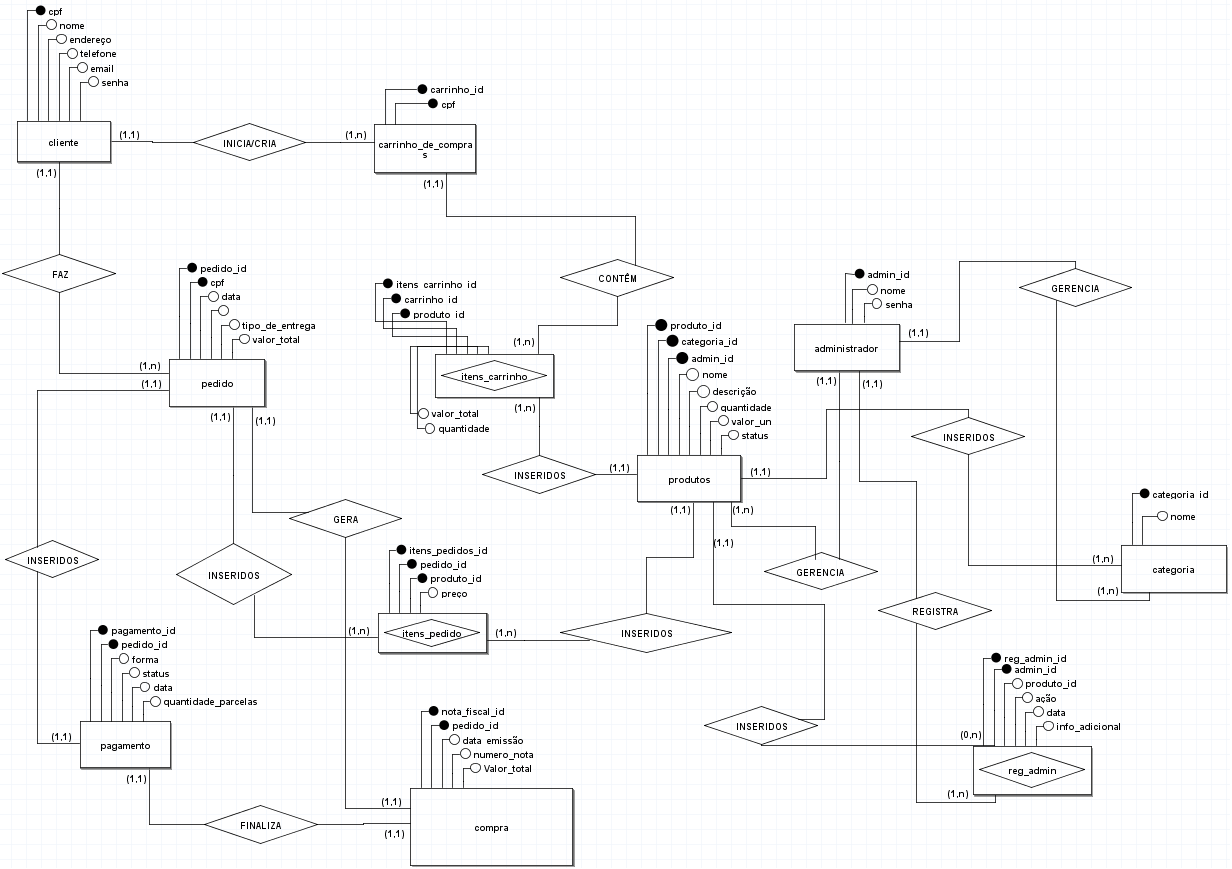 cpf
nome
endereço
telefone
email
senha
cliente
(1,1)
INICIA/CRIA
(1,n)
carrinho_id
cpf
carrinho_de_compra
s
(1,1)
(1,1)
FAZ
CONTÉM
pedido_id
cpf
data
tipo_de_entrega
valor_total
(1,n)
(1,1)
pedido
(1,1)
(1,1)
itens_carrinho_id
carrinho_id
produto_id
(1,n)
itens_carrinho
(1,n)
valor_total
quantidade
INSERIDOS
(1,1)
produto_id
categoria_id
admin_id
nome
descrição
quantidade
valor_un
status
produtos
(1,1)
(1,1)
(1,n)
(1,1)
admin_id
nome
senha
administrador
(1,1)
(1,1)
(1,1)
GERENCIA
INSERIDOS
categoria_id
nome
(1,n)
categoria
(1,n)
GERENCIA
REGISTRA
GERA
INSERIDOS
INSERIDOS
itens_pedidos_id
pedido_id
produto_id
preço
(1,n)
itens_pedido
(1,n)
INSERIDOS
pagamento_id
pedido_id
forma
status
data
quantidade_parcelas
(1,1)
pagamento
(1,1)
FINALIZA
nota_fiscal_id
pedido_id
data_emissão
numero_nota
Valor_total
(1,1)
(1,1)
compra
INSERIDOS
reg_admin_id
admin_id
produto_id
ação
data
info_adicional
(0,n)
reg_admin
(1,n)